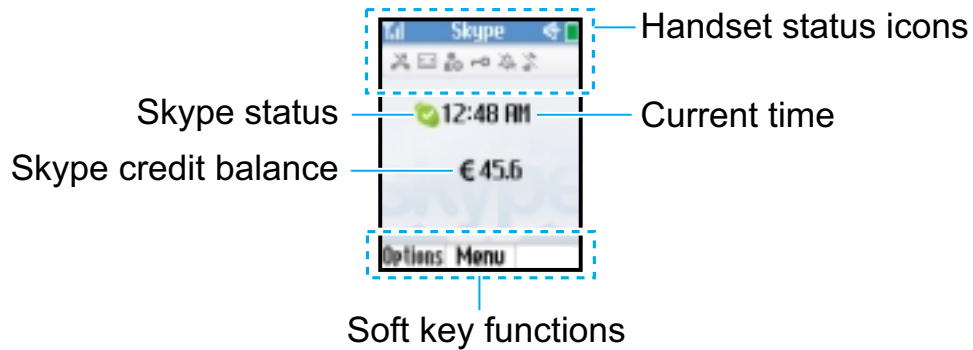 Skype
Handset status icons
Skype status
12:48 AM
Current time
Skype credit balance
€ 45.6
skype
Options Menu
Soft key functions